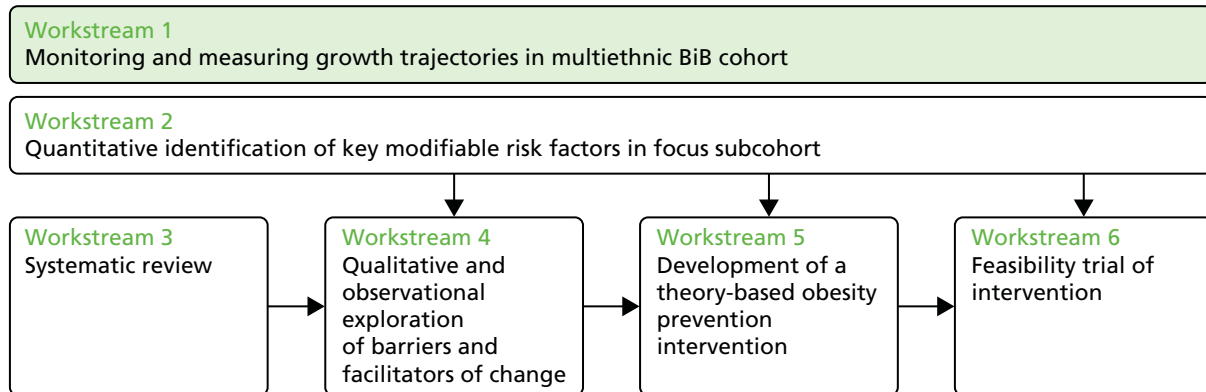 Workstream 1
Monitoring and measuring growth trajectories in multiethnic BiB cohort
Workstream 2
Quantitative identification of key modifiable risk factors in focus subcohort
Workstream 3
Systematic review
Workstream 4
Qualitative and
observational
exploration
of barriers and
facilitators of change
Workstream 5
Development of a
theory-based obesity
prevention
intervention
Workstream 6
Feasibility trial of
intervention